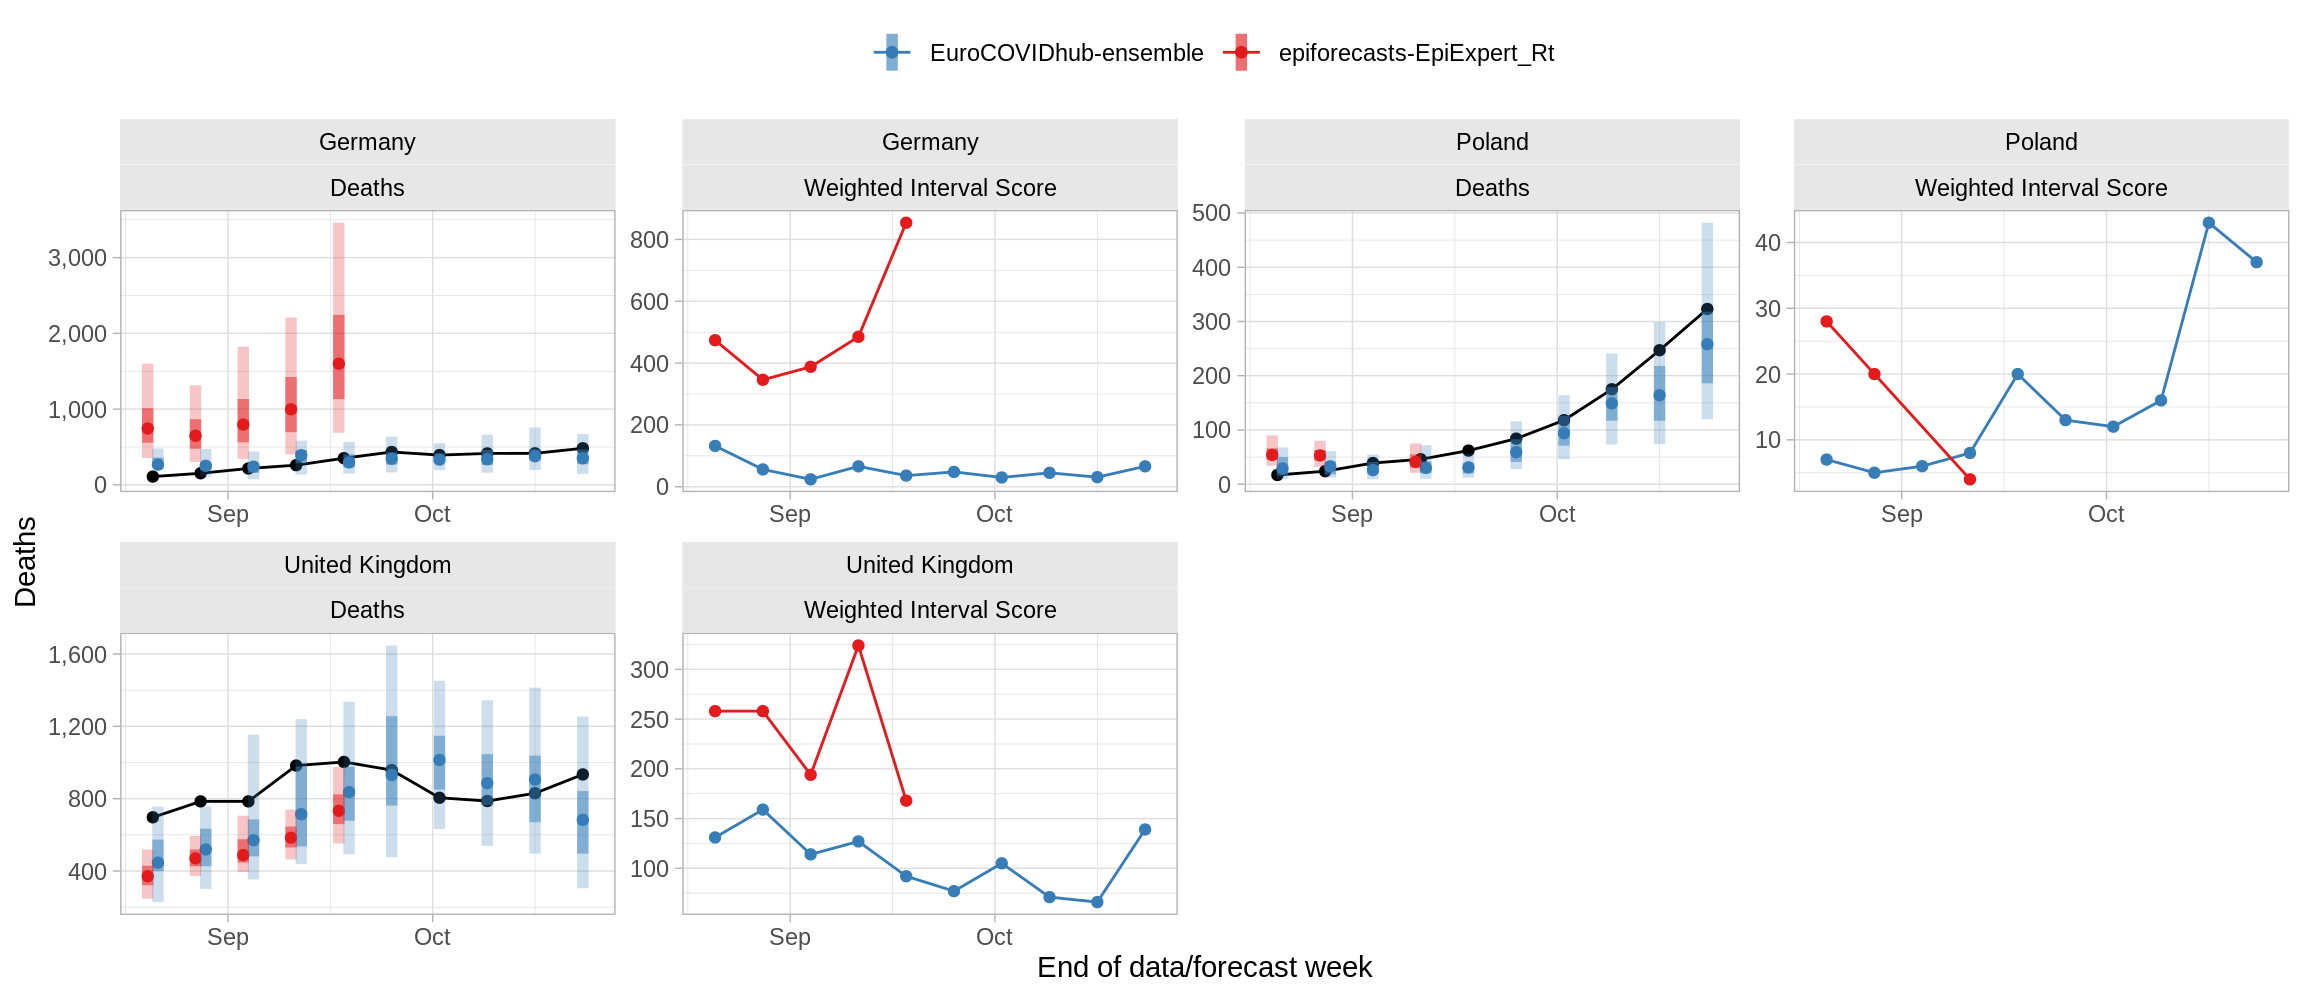 EuroCOVIDhub-ensemble epiforecasts-EpiExpert_Rt
Germany
Deaths
3,000
2,000
1,000
0
Sep Oct
Germany
Weighted Interval Score
800
600
400
200
0
Sep Oct
Poland
Deaths
500
400
300
200
100
0
Sep Oct
Poland
Weighted Interval Score
40
30
20
10
Sep Oct
Deaths
United Kingdom
Deaths
1,600
1,200
800
400
Sep Oct
United Kingdom
Weighted Interval Score
300
250
200
150
100
Sep Oct
End of data/forecast week